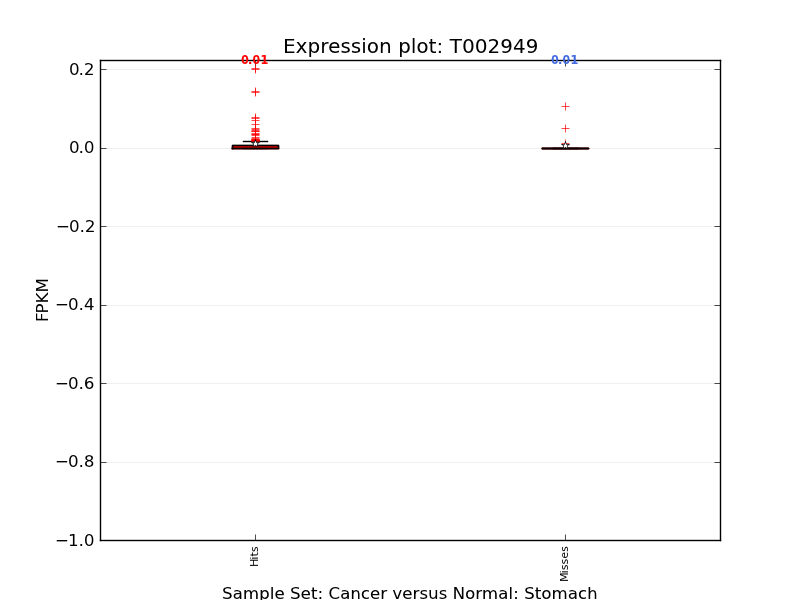 Expression plot: T002949
0.01
0.01
0.2
0.0
−0.2
−0.4
−0.6
−0.8
−1.0
FPKM
Hits
Misses
Sample Set: Cancer versus Normal: Stomach